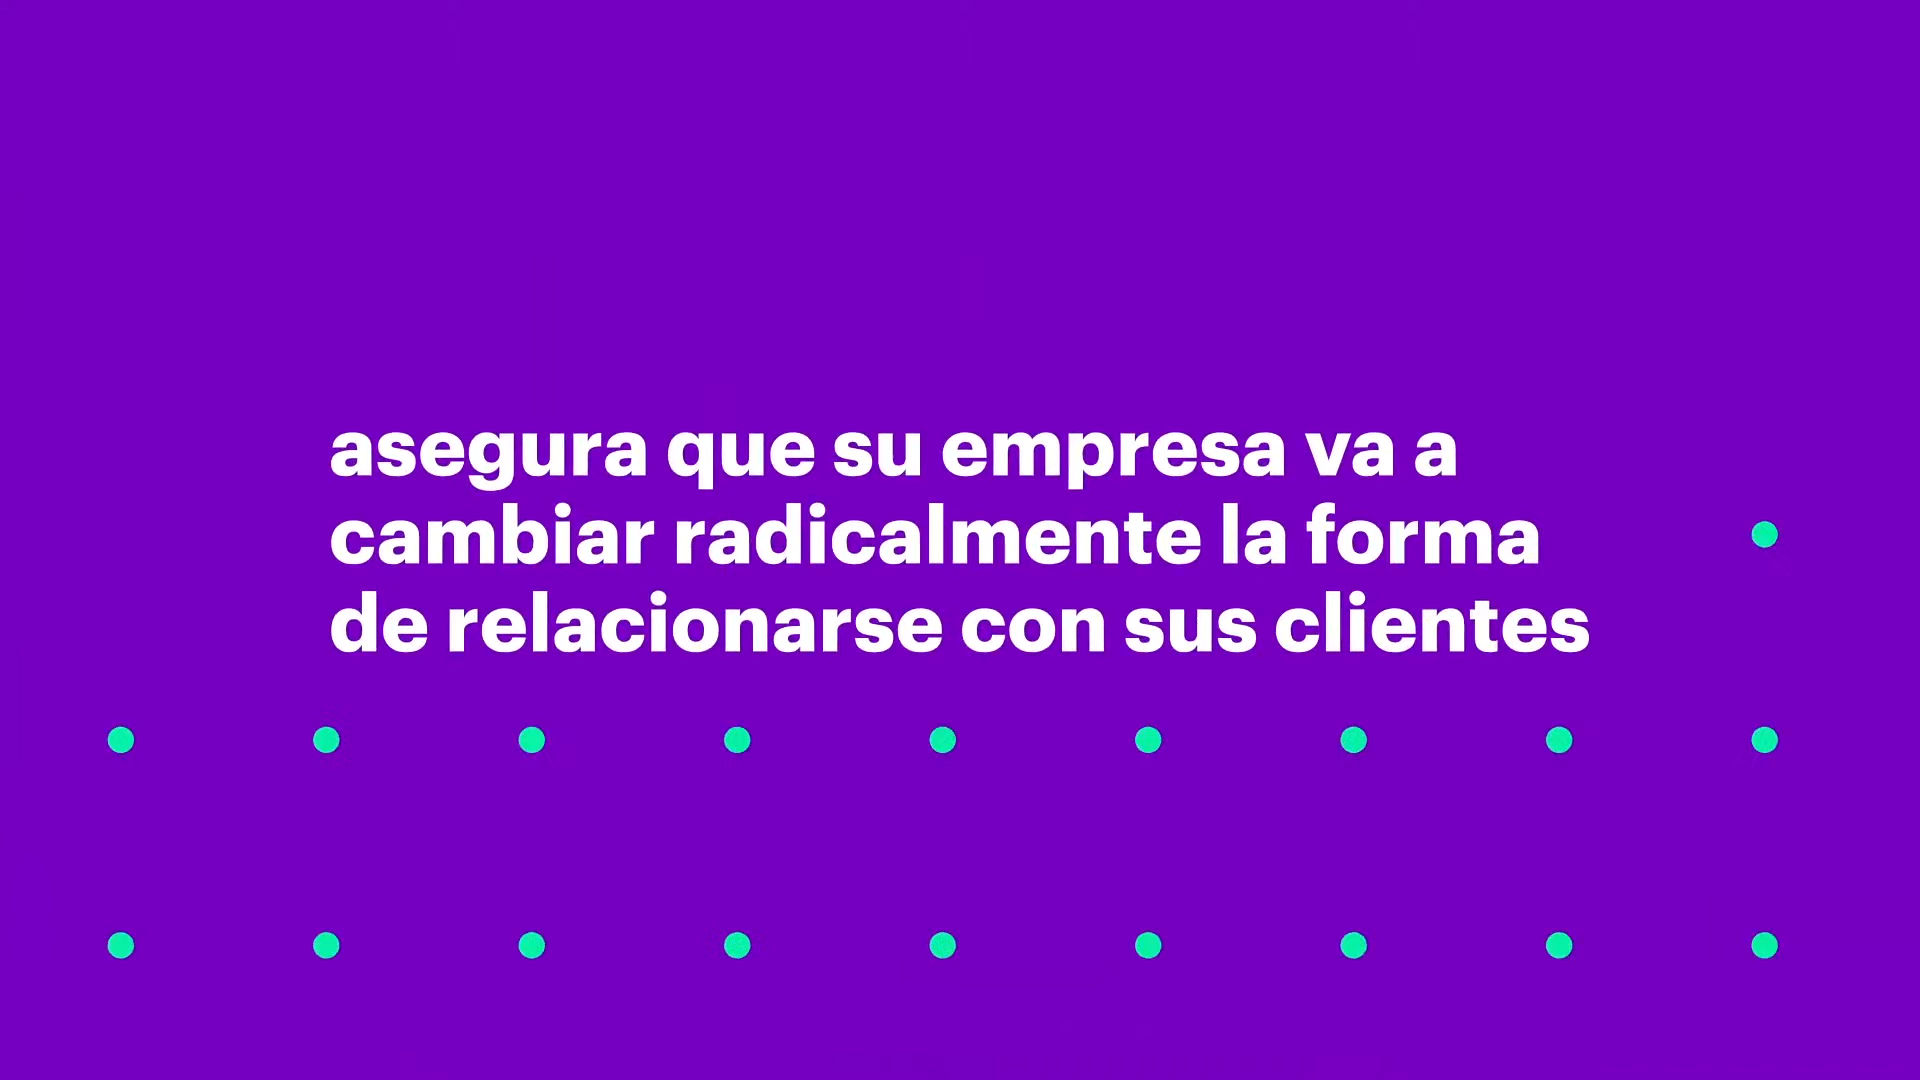 asegura que su empresa va a
cambiar radicalmente la forma
de relacionarse con sus clientes